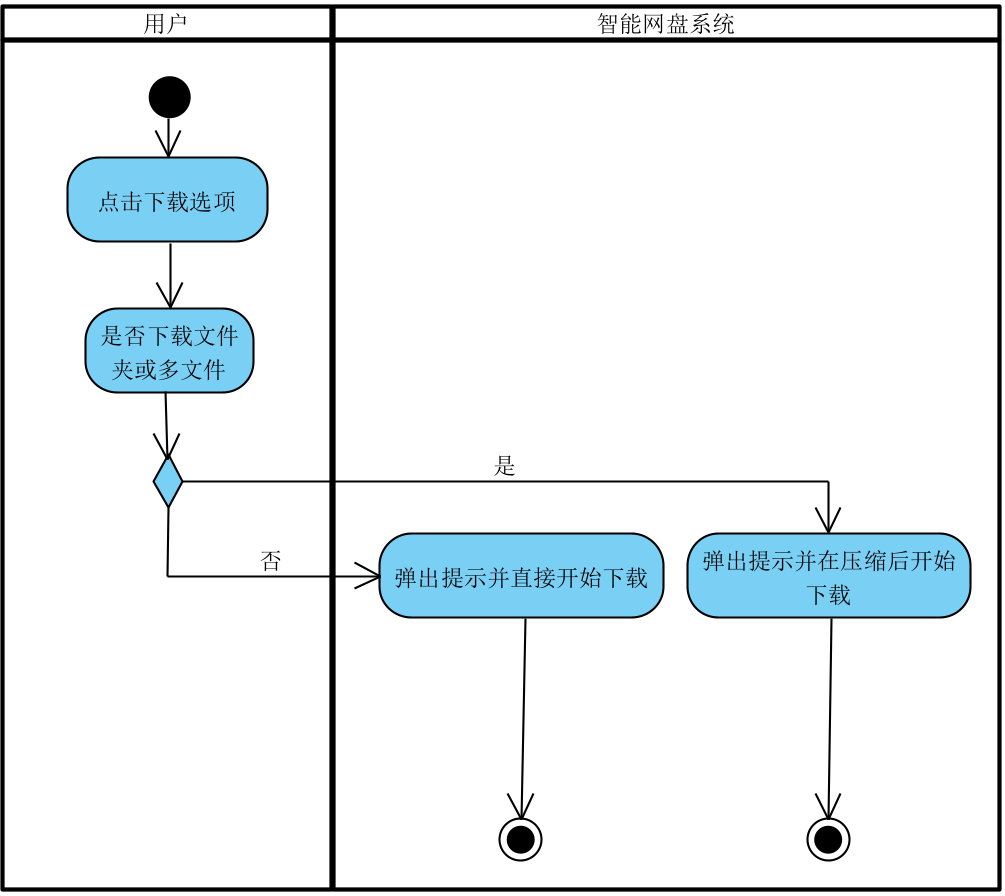 用户
智能网盘系统
点击下载选项
是否下载文件
夹或多文件
是
否
弹出提示并直接开始下载
弹出提示并在压缩后开始
下载